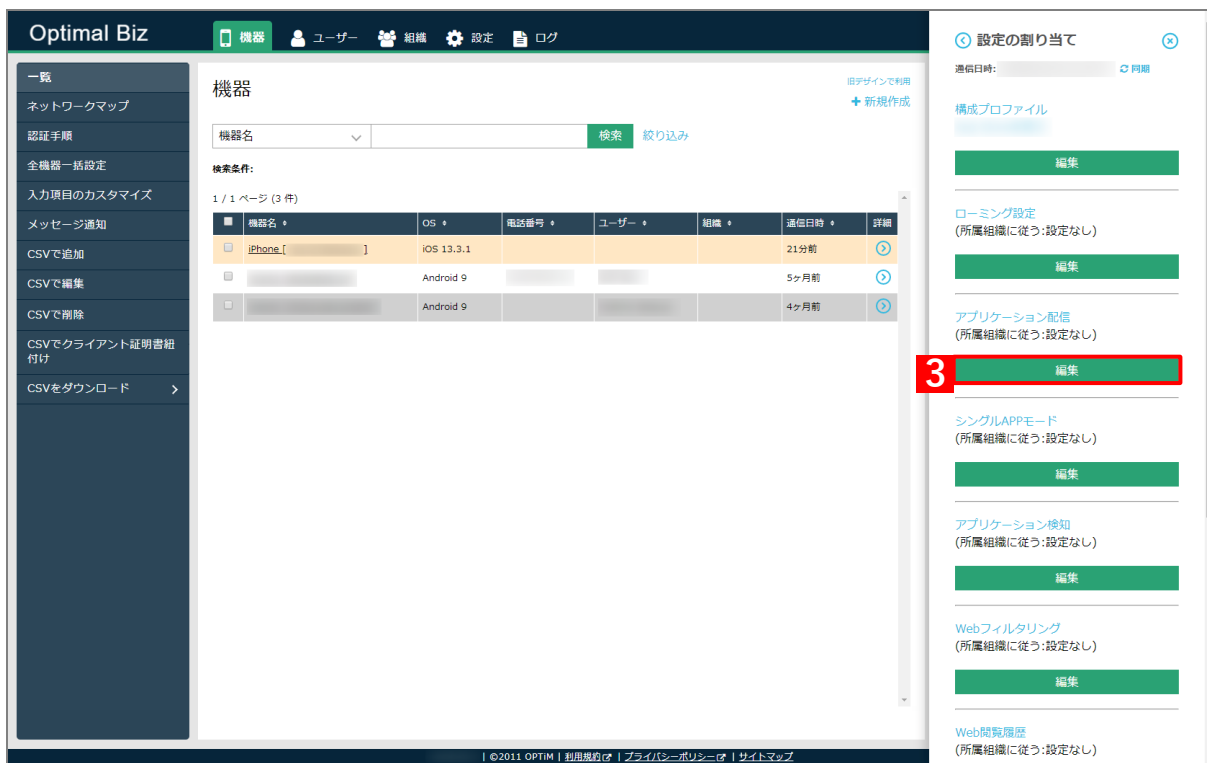 Optimal Biz
機器
ユーザー
組織
設定
ログ
一覧
ネットワークマップ
認証手順
全機器一括設定
入力項目のカスタマイズ
メッセージ通知
CSVで追加
CSVで編集
CSVで削除
CSVでクライアント証明書紐
付け
CSVをダウンロード
機器
旧デザインで利用
新規作成
機器名
検索
絞り込み
検索条件:
1 / 1 ページ (3 件)
機器名 OS 電話番号 ユーザー 組織 通信日時 詳細
iPhone [ ] iOS 13.3.1 21分前
Android 9 5ヶ月前
Android 9 4ヶ月前
設定の割り当て
通信日時: 同期
構成プロファイル
編集
ローミング設定
(所属組織に従う:設定なし)
編集
アプリケーション配信
(所属組織に従う:設定なし)
3
編集
シングルAPPモード
(所属組織に従う:設定なし)
編集
アプリケーション検知
(所属組織に従う:設定なし)
編集
Webフィルタリング
(所属組織に従う:設定なし)
編集
Web閲覧履歴
(所属組織に従う:設定なし)
| ©2011 OPTiM | 利用規約 | プライバシーポリシー | サイトマップ